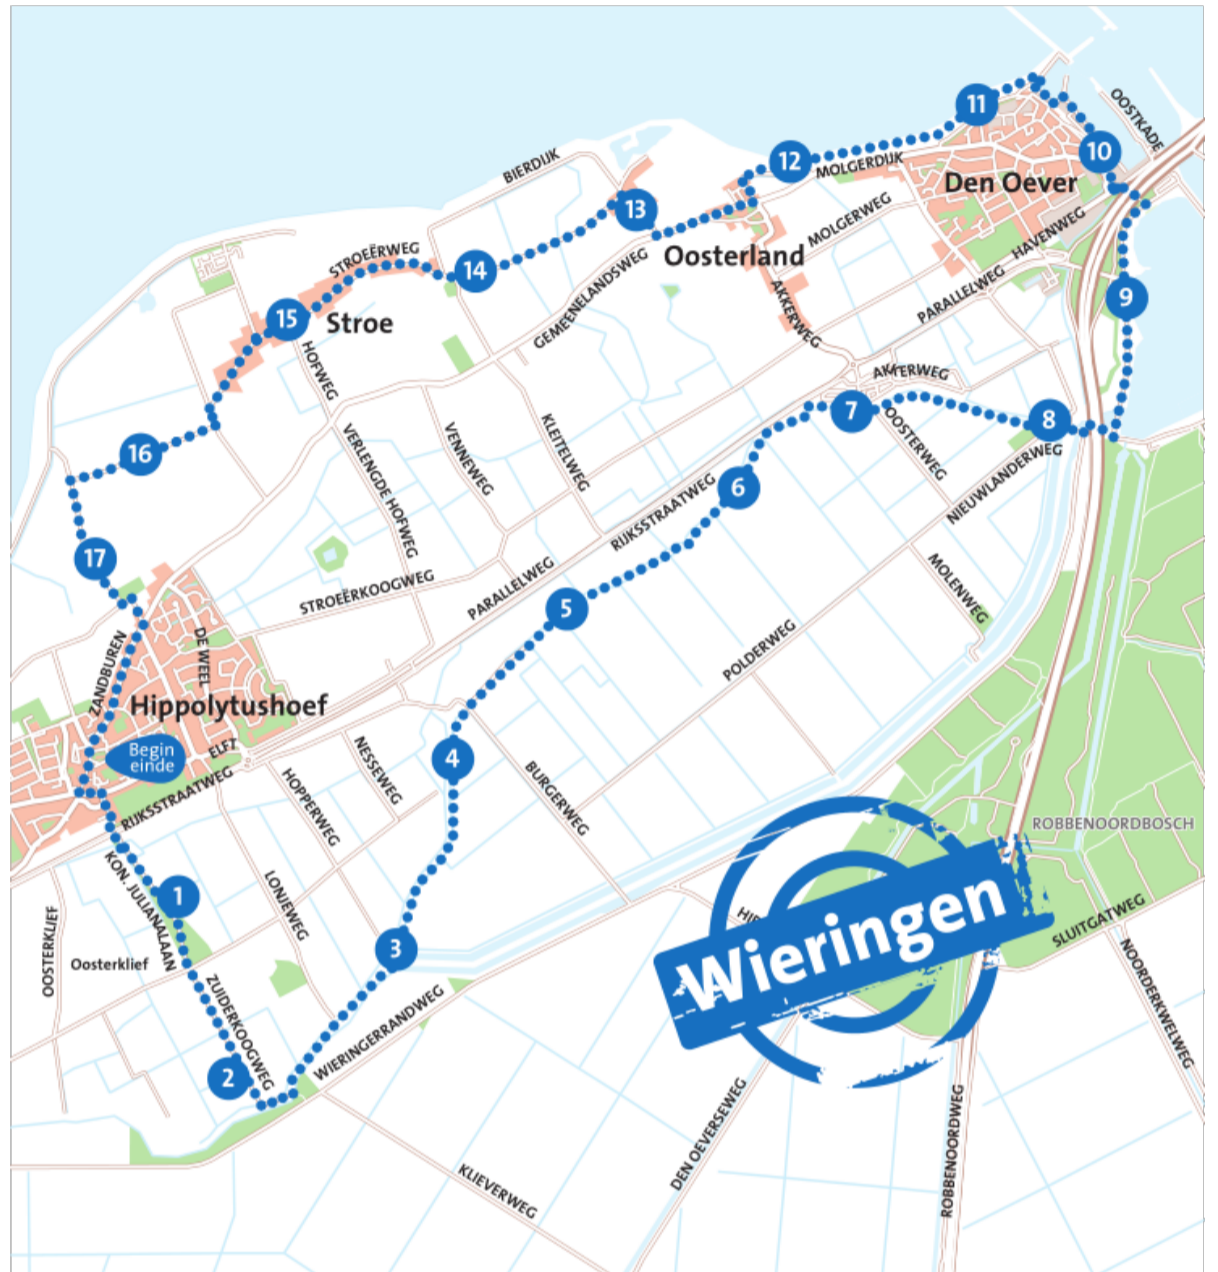 OOSTKADE
11
10
12
BIERDIJK
MOLGERDIJK
Den Oever
13
MOLGERWEG
HAVENWEG
STROEËRWEG
14
Oosterland
GEMEENELANDSWEG
PARALLELWEG
9
15
Stroe
AKKERWEG
HOFWEG
AKKERWEG
7
8
16
VERLENGDE HOFWEG
VENNEWEG
KLEITELWEG
OOSTERWEG
NIEUWLANDERWEG
6
RIJKSSTRAATWEG
17
STROEËRKOOGWEG
PARALLELWEG
5
MOLENWEG
ZANDBUREN
DE WEEL
POLDERWEG
Hippolytushoef
Begin
einde
ELFT
4
NESSEWEG
RIJKSSTRAATWEG
HOPPERWEG
BURGERWEG
ROBBENOORDBOSCH
KON. JULIANALAAN
1
LONJEWEG
Wieringen
OOSTERKLIEF
Oosterklief
3
SLUITGATWEG
NOORDERKWELWEG
ZUIDERKOOGWEG
WIERINGERRANDWEG
2
KLIEVERWEG
DEN OEVERSEWEG
ROBBENOORDWEG